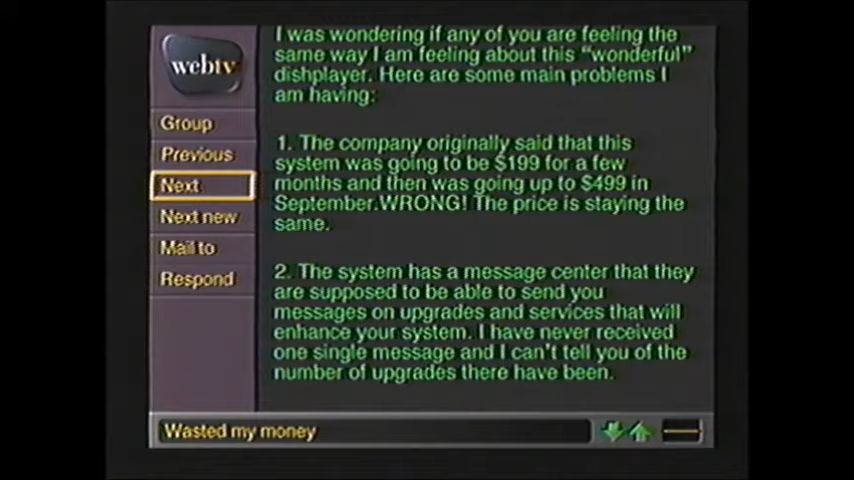 webtv
Group
Previous
Next
Next new
Mail to
Respond
I was wondering if any of you are feeling the
same way I am feeling about this “wonderful”
dishplayer. Here are some main problems I
am having:
1. The company originally said that this
system was going to be $199 for a few
months and then was going up to $499 in
September.WRONG! The price is staying the
same.
2. The system has a message center that they
are supposed to be able to send you
messages on upgrades and services that will
enhance your system. I have never received
one single message and I can't tell you of the
number of upgrades there have been.
Wasted my money